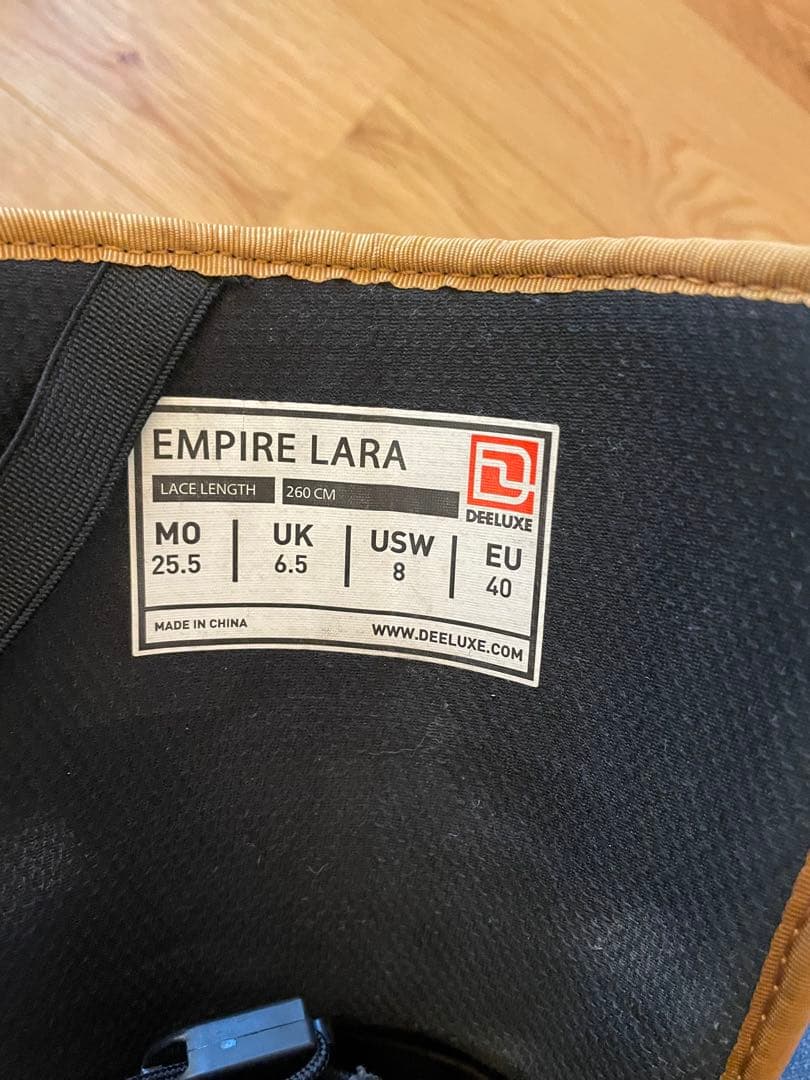 EMPIRE LARA
LACE LENGTH 260 CM
DEELUXE
MO UK USW EU
25.5 6.5 8 40
MADE IN CHINA
WWW.DEELUXE.COM